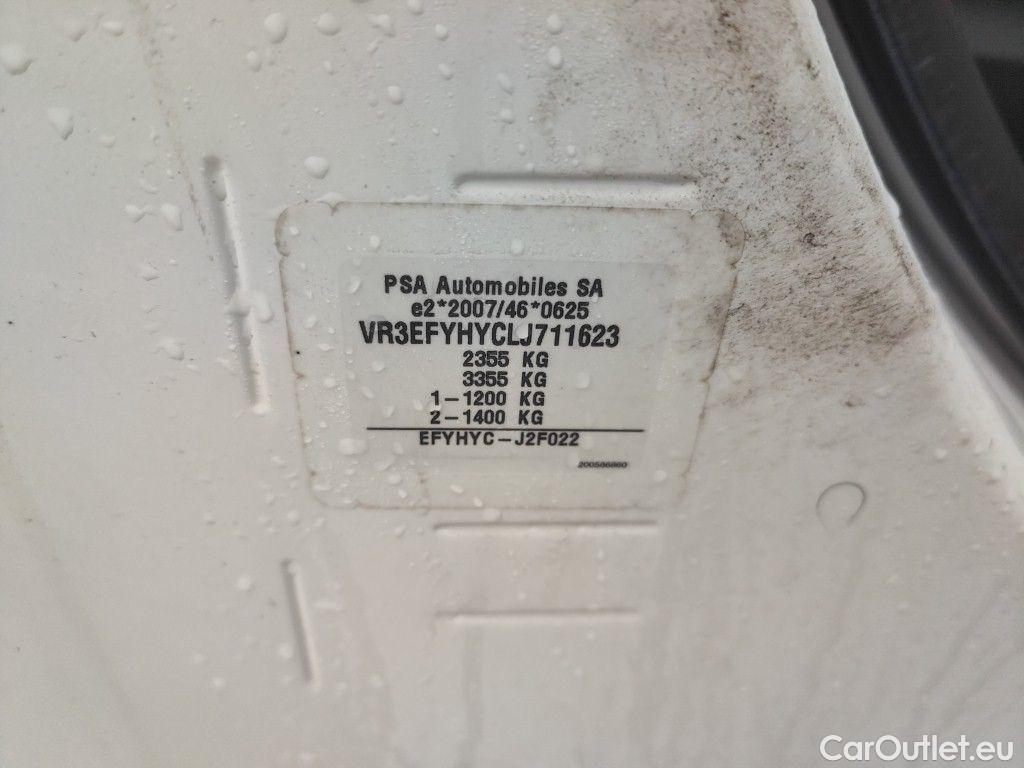 PSA Automobiles SA
e2*2007/46*0625
VR3EFYHYCLJ711623
2355 KG
3355 KG
1-1200 KG
2-1400 KG
EFYHYC-J2F022
200586860
CarOutlet.eu